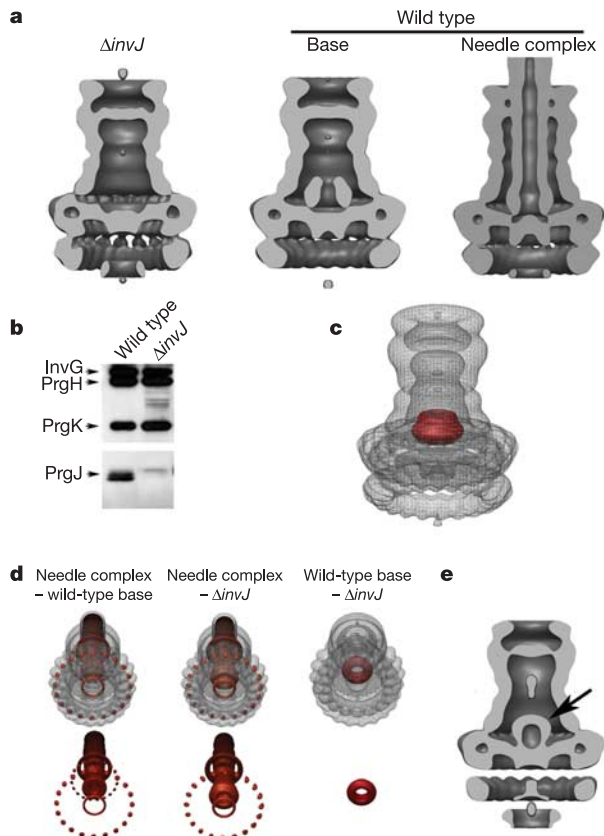 a
Wild type
ΔinvJ
Base
Needle complex
b
Wild type
ΔinvJ
InvG
PrgH
PrgK
PrgJ
c
d
Needle complex
– wild-type base
Needle complex
– ΔinvJ
Wild-type base
– ΔinvJ
e